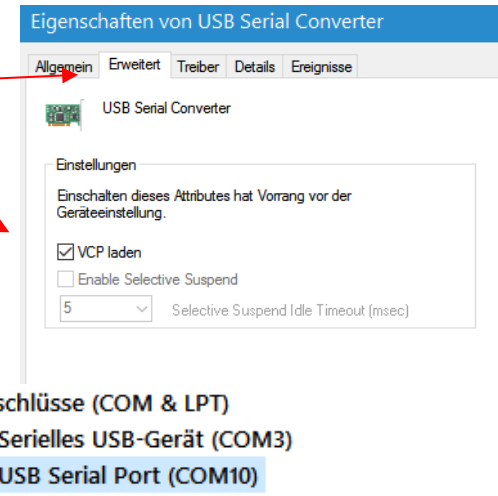 Eigenschaften von USB Serial Converter
Allgemein Erweitert Treiber Details Ereignisse
USB Serial Converter
Einstellungen
Einschalten dieses Attributes hat Vorrang vor der
Geräteeinstellung.
VCP laden
Enable Selective Suspend
5 Selective Suspend Idle Timeout (msec)
schlüsse (COM & LPT)
Serielles USB-Gerät (COM3)
USB Serial Port (COM10)